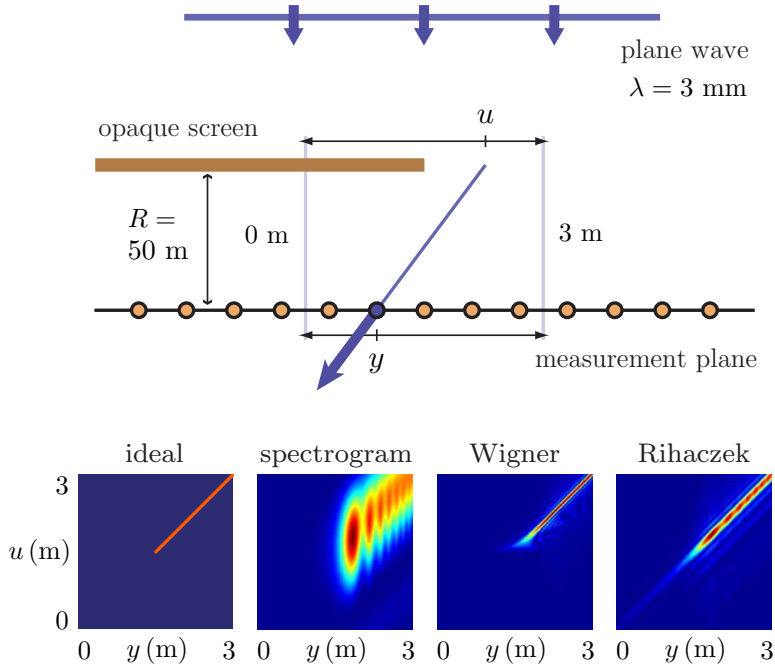 plane wave
λ = 3 mm
u
opaque screen
R =
50 m
0 m
3 m
y
measurement plane
ideal
spectrogram
Wigner
Rihaczek
3
u (m)
0
0 y (m) 3
0 y (m) 3
0 y (m) 3
0 y (m) 3